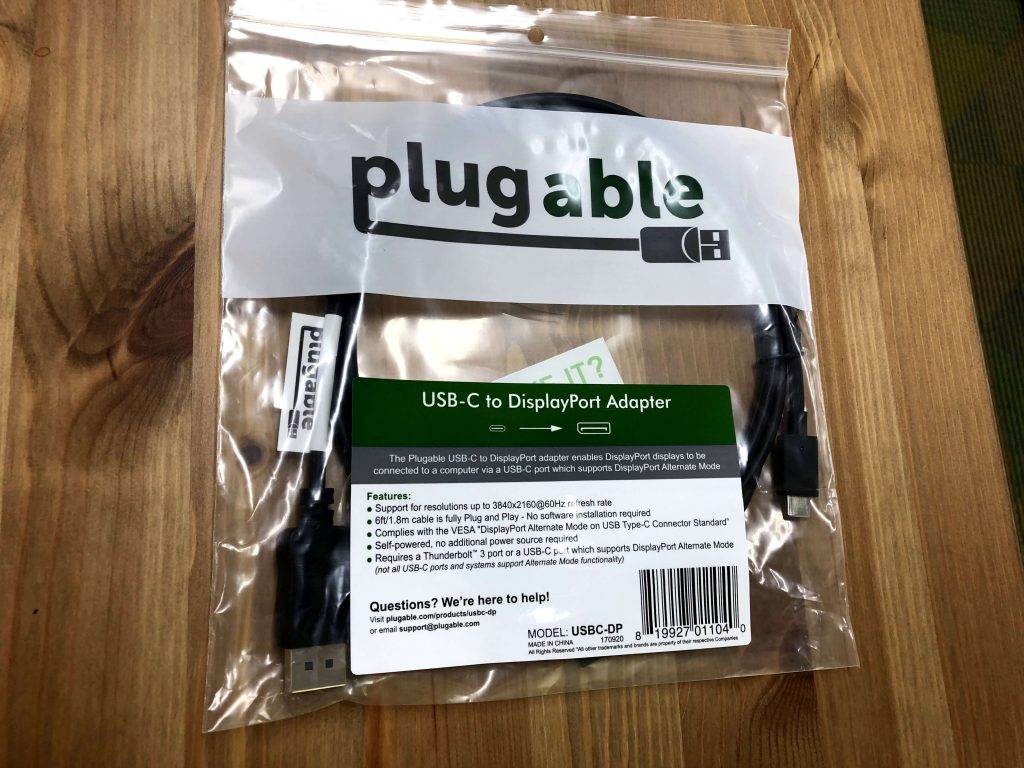 plugable
plugable
IT?
USB-C to DisplayPort Adapter
The Plugable USB-C to DisplayPort adapter enables DisplayPort displays to be
connected to a computer via a USB-C port which supports DisplayPort Alternate Mode
Features:
• Support for resolutions up to 3840x2160@60Hz refresh rate
• 6ft/1.8m cable is fully Plug and Play - No software installation required
• Complies with the VESA "DisplayPort Alternate Mode on USB Type-C Connector Standard"
• Self-powered, no additional power source required
• Requires a Thunderbolt™ 3 port or a USB-C port which supports DisplayPort Alternate Mode
(not all USB-C ports and systems support Alternate Mode functionality)
Questions? We're here to help!
Visit plugable.com/products/usbc-dp
or email support@plugable.com
MODEL: USBC-DP
MADE IN CHINA 170920
All Rights Reserved *All other trademarks and brands are property of their respective Companies
8 19927 01104 0